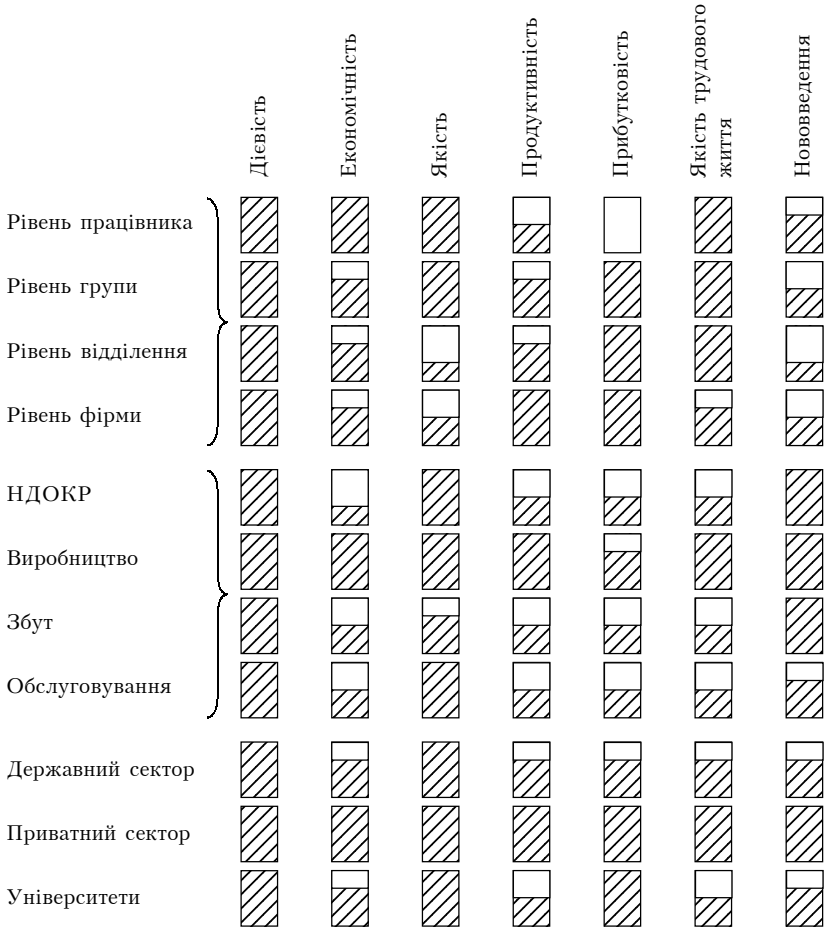 Дієвість
Економічність
Якість
Продуктивність
Прибутковість
Якість трудового
життя
Нововведення
Рівень працівника
Рівень групи
Рівень відділення
Рівень фірми
НДОКР
Виробництво
Збут
Обслуговування
Державний сектор
Приватний сектор
Університети